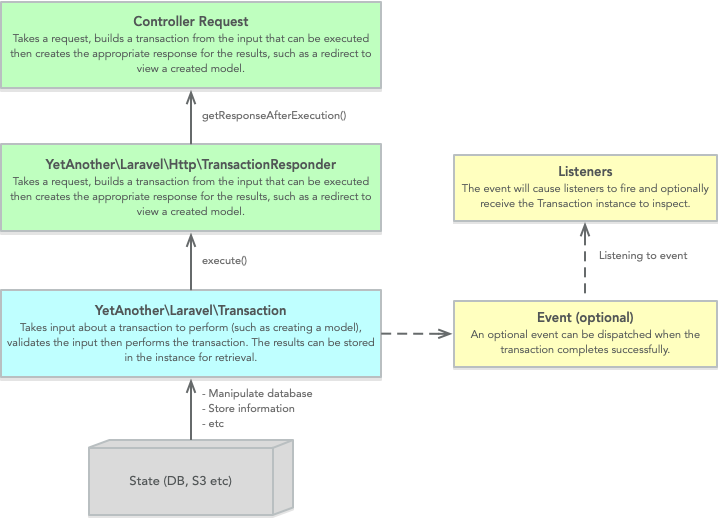 Controller Request
Takes a request, builds a transaction from the input that can be executed
then creates the appropriate response for the results, such as a redirect to
view a created model.
getResponseAfterExecution()
YetAnother\Laravel\Http\TransactionResponder
Takes a request, builds a transaction from the input that can be executed
then creates the appropriate response for the results, such as a redirect to
view a created model.
Listeners
The event will cause listeners to fire and optionally
receive the Transaction instance to inspect.
execute()
Listening to event
YetAnother\Laravel\Transaction
Takes input about a transaction to perform (such as creating a model),
validates the input then performs the transaction. The results can be stored
in the instance for retrieval.
Event (optional)
An optional event can be dispatched when the
transaction completes successfully.
- Manipulate database
- Store information
- etc
State (DB, S3 etc)